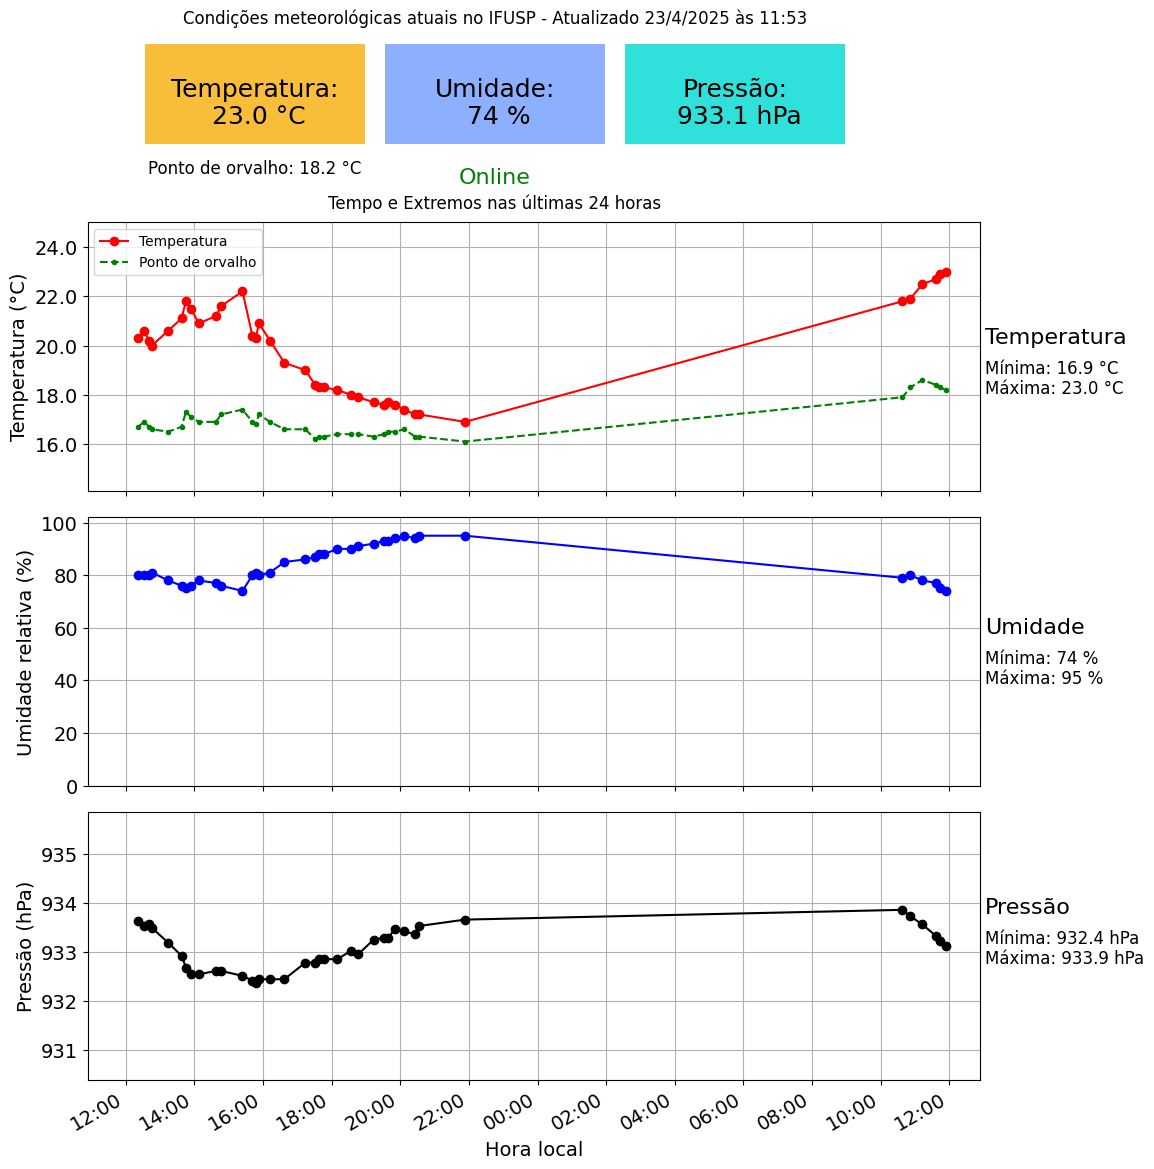 Condições meteorológicas atuais no IFUSP - Atualizado 23/4/2025 às 11:53
Temperatura:
23.0 °C
Umidade:
74 %
Pressão:
933.1 hPa
Ponto de orvalho: 18.2 °C
Online
Tempo e Extremos nas últimas 24 horas
Temperatura
Ponto de orvalho
Temperatura (°C)
24.0
22.0
20.0
18.0
16.0
Temperatura
Mínima: 16.9 °C
Máxima: 23.0 °C
Umidade relativa (%)
100
80
60
40
20
0
Umidade
Mínima: 74 %
Máxima: 95 %
Pressão (hPa)
935
934
933
932
931
Pressão
Mínima: 932.4 hPa
Máxima: 933.9 hPa
12:00 14:00 16:00 18:00 20:00 22:00 00:00 02:00 04:00 06:00 08:00 10:00 12:00
Hora local